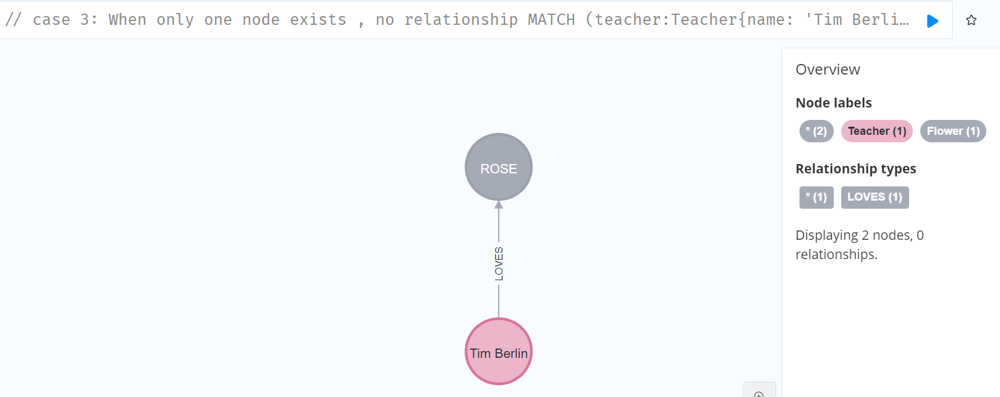 // case 3: When only one node exists , no relationship MATCH (teacher:Teacher{name: 'Tim Berli…
Overview
Node labels
* (2) Teacher (1) Flower (1)
Relationship types
* (1) LOVES (1)
Displaying 2 nodes, 0
relationships.
ROSE
LOVES
Tim Berlin